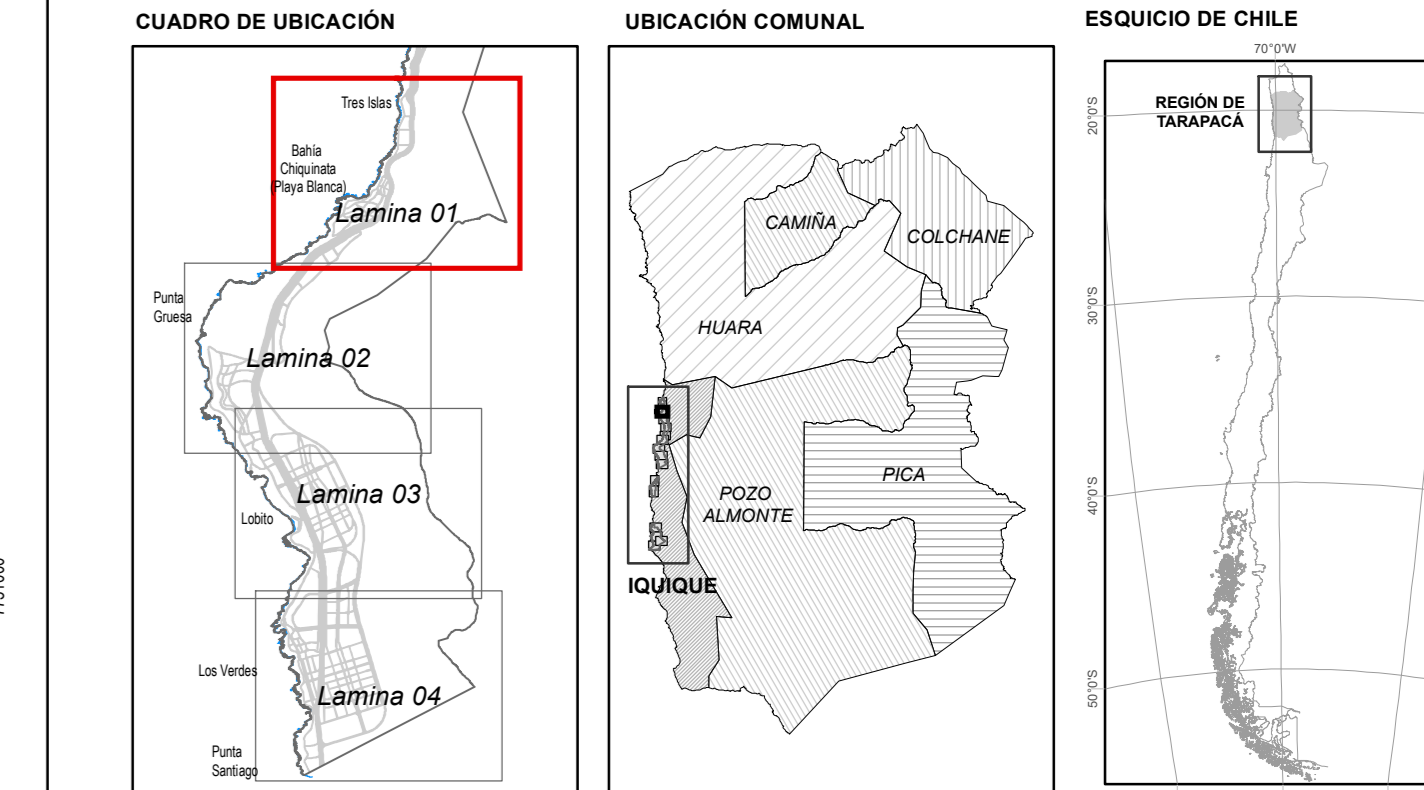 CUADRO DE UBICACIÓN
Tres Islas
Bahía
Chiquinata
(Playa Blanca)
Lamina 01
Punta
Gruesa
Lamina 02
Lamina 03
Lobito
Los Verdes
Lamina 04
Punta
Santiago
UBICACIÓN COMUNAL
CAMIÑA
COLCHANE
HUARA
PICA
POZO
ALMONTE
IQUIQUE
ESQUICIO DE CHILE
70°0'W
REGIÓN DE
TARAPACÁ
20°0'S
30°0'S
40°0'S
50°0'S